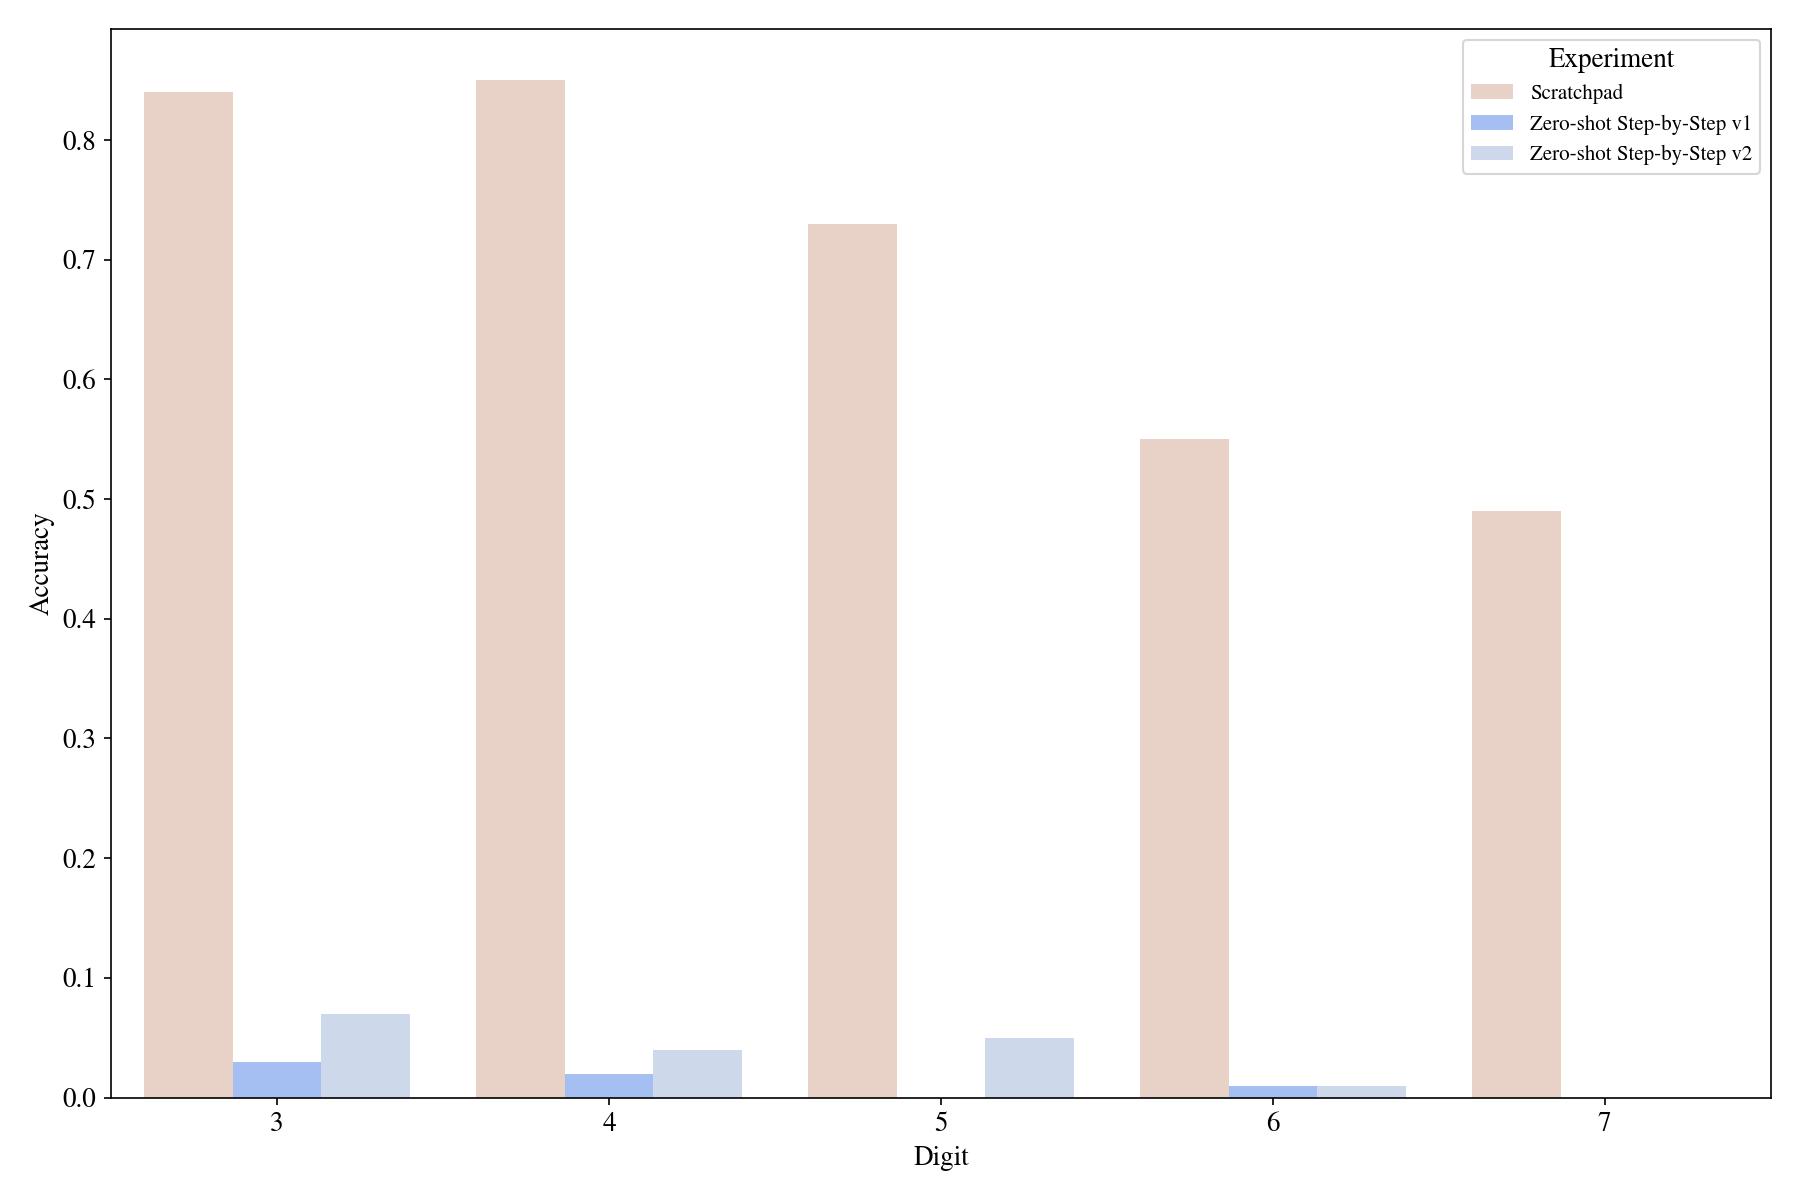 Experiment
Scratchpad
Zero-shot Step-by-Step v1
Zero-shot Step-by-Step v2
0.8
0.7
0.6
0.5
0.4
0.3
0.2
0.1
0.0
Accuracy
3 4 5 6 7
Digit